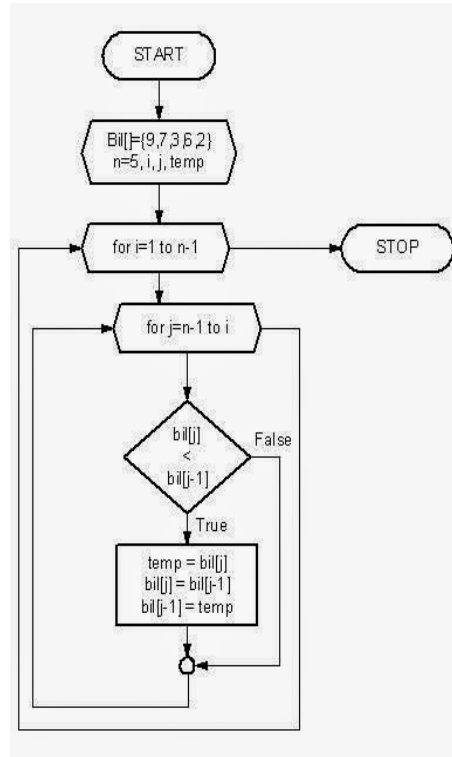 START
Bil[]={9,7,3,6,2}
n=5, i, j, temp
for i=1 to n-1
STOP
for j=n-1 to i
bil[j]
<
bil[j-1]
False
True
temp = bil[j]
bil[j] = bil[j-1]
bil[j-1] = temp